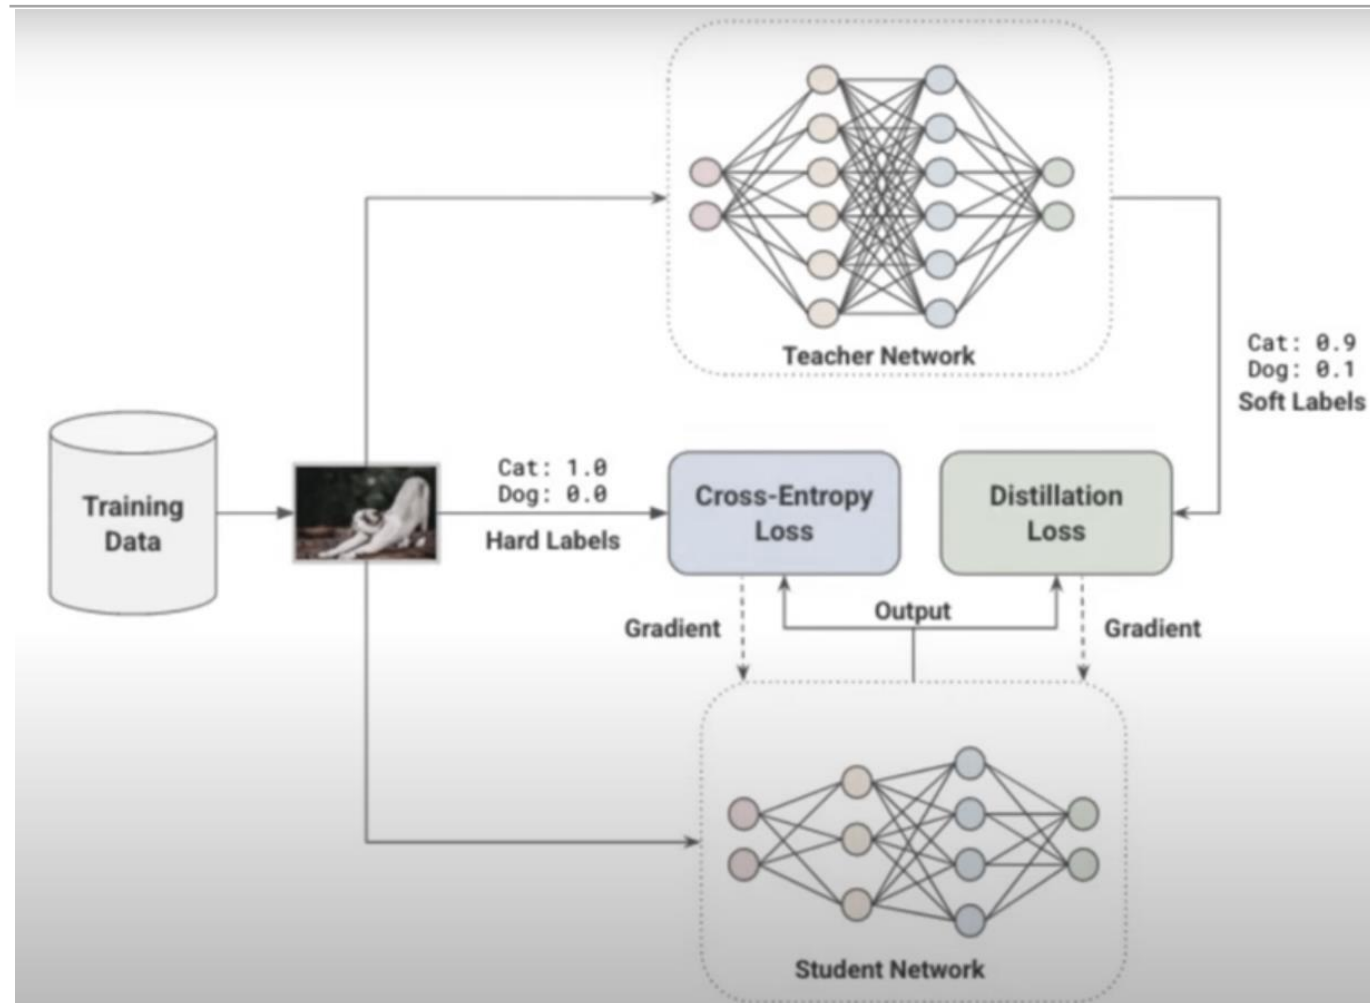 Teacher Network
Cat: 0.9
Dog: 0.1
Soft Labels
Training
Data
Cat: 1.0
Dog: 0.0
Hard Labels
Cross-Entropy
Loss
Distillation
Loss
Gradient
Output
Gradient
Student Network